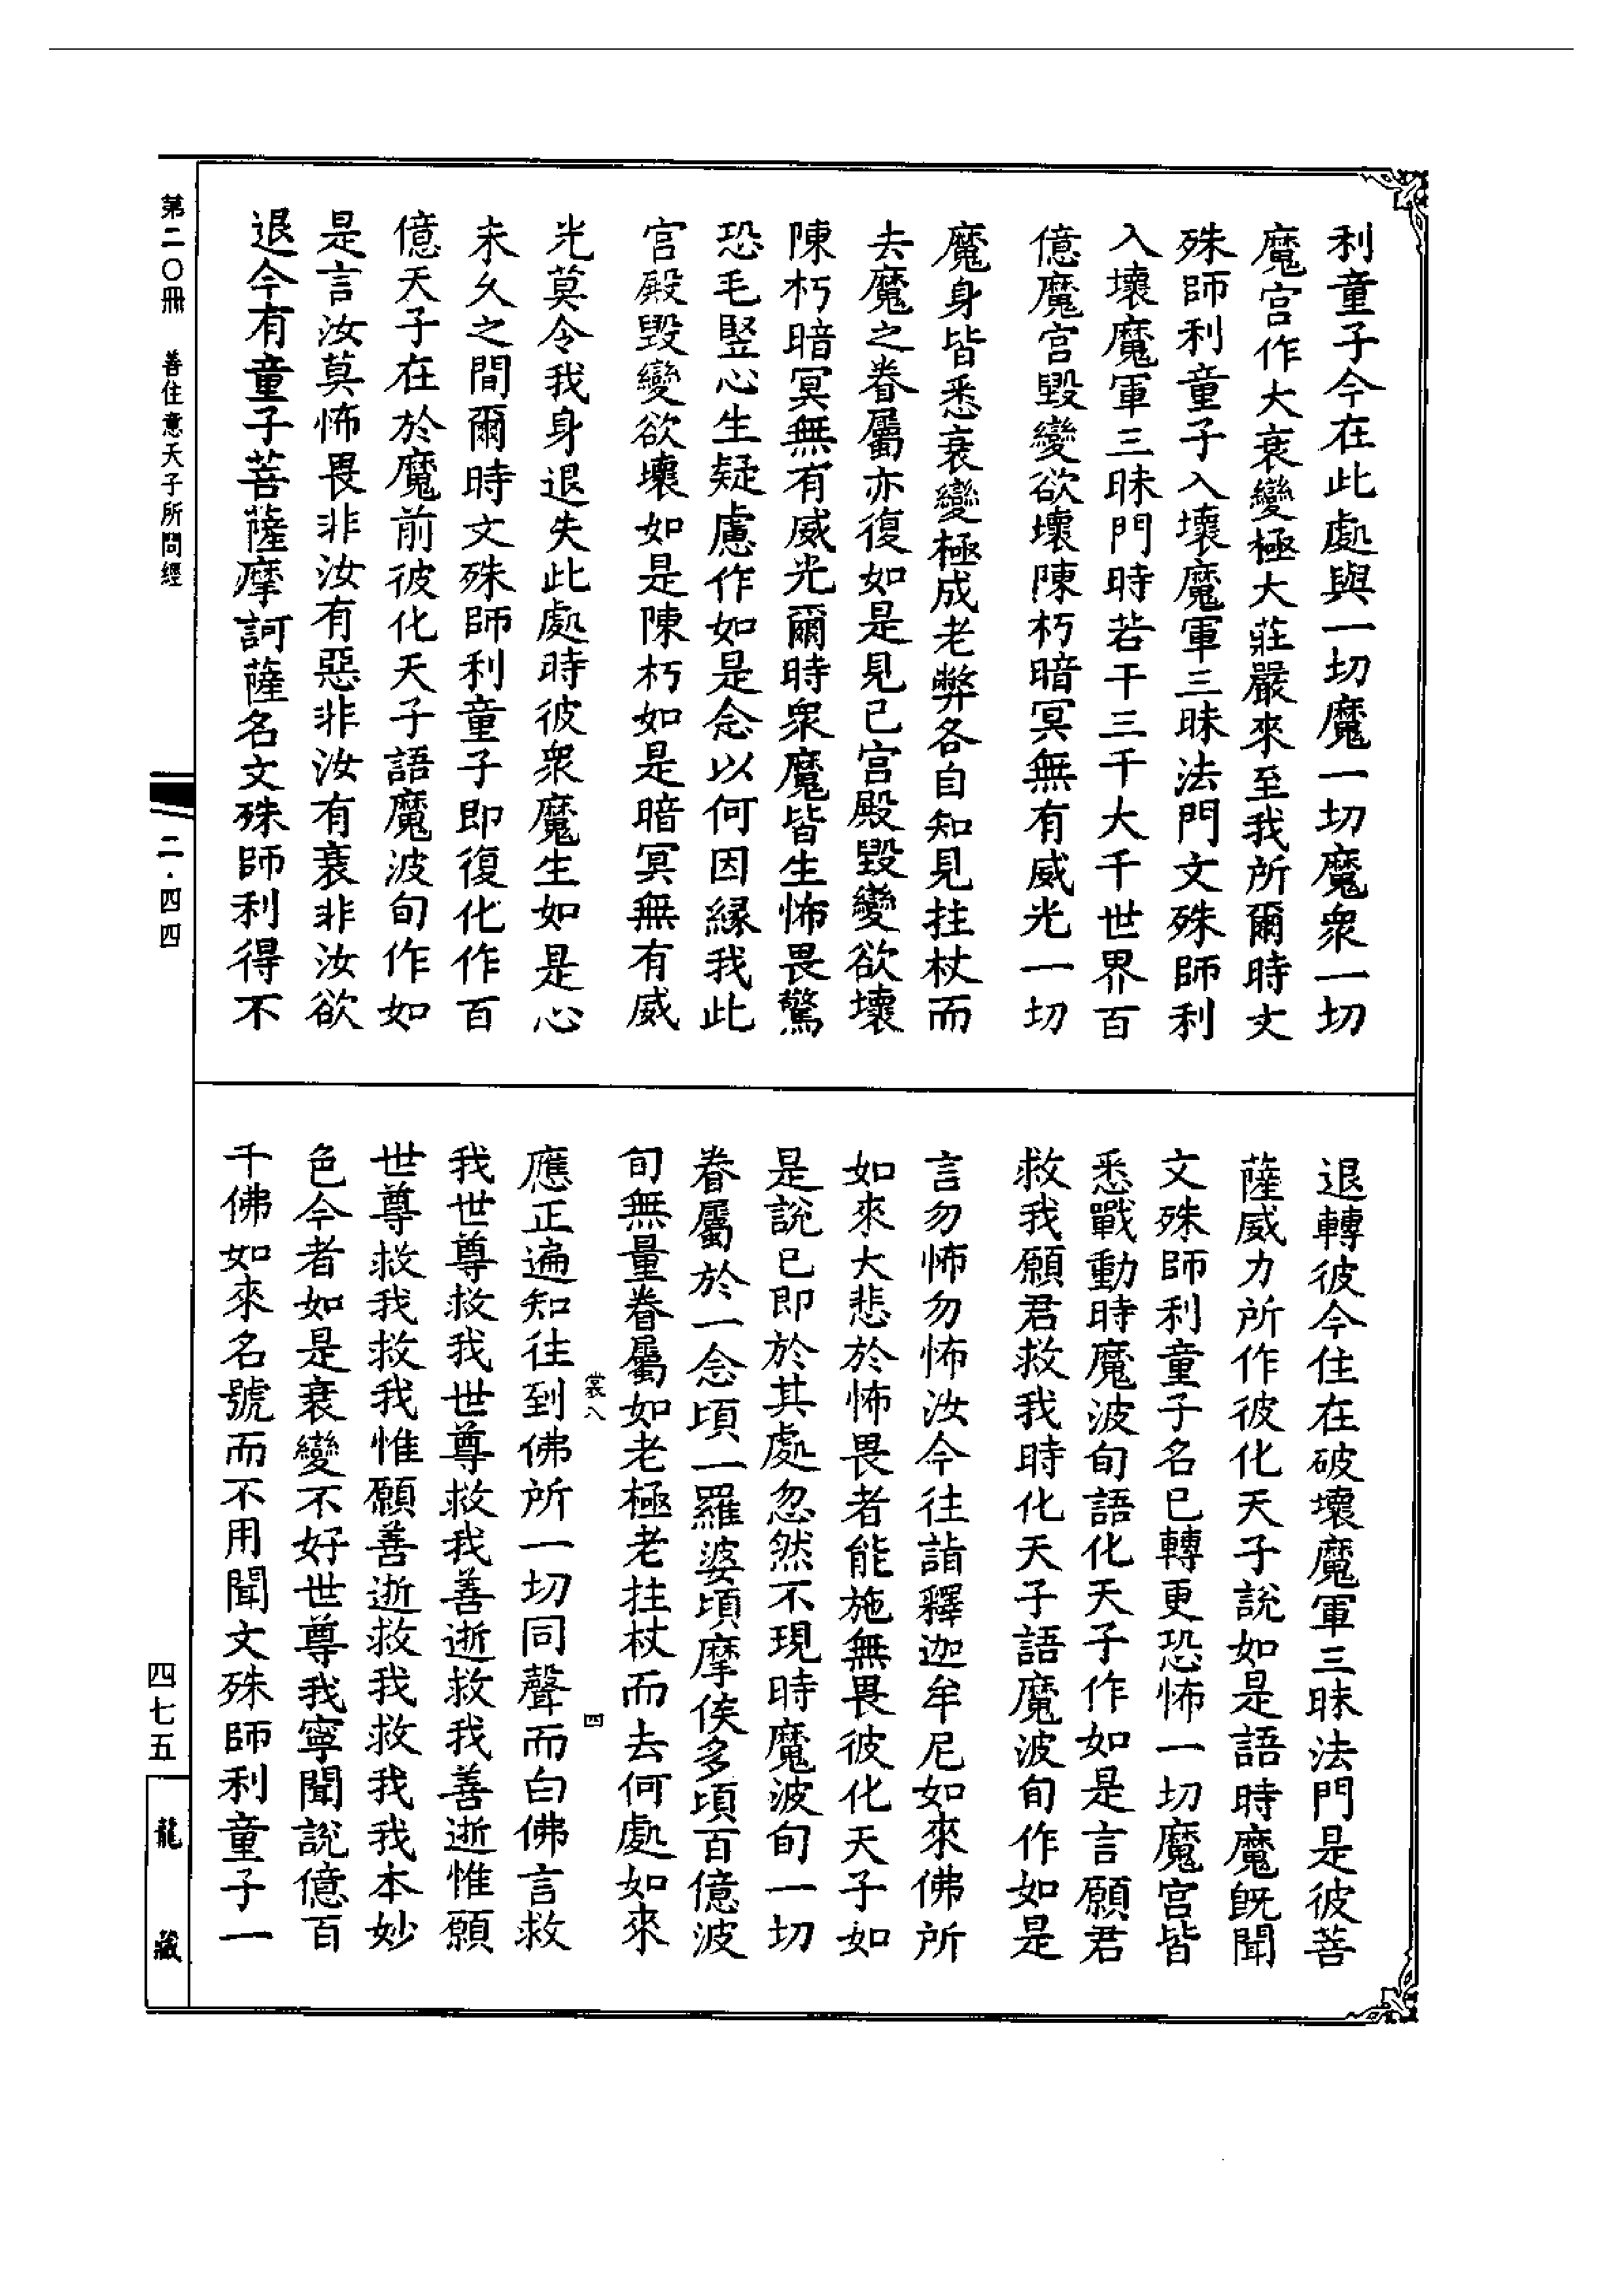 利童子今在此處與一切魔一切魔衆一切
魔宮作大衰變極大莊嚴來至我所爾時文
殊師利童子入壞魔軍三昧法門文殊師利
入壞魔軍三昧門時若干三千大千世界百
億魔宮毀變欲壞陳朽暗冥無有威光一切
魔身皆悉衰變極成老弊各自知見拄杖而
去魔之眷屬亦復如是見已宮殿毀變欲壞
陳朽暗冥無有威光爾時衆魔皆生怖畏驚
恐毛豎心生疑慮作如是念以何因緣我此
宮殿毀變欲壞如是陳朽如是暗冥無有威
光莫令我身退失此處時彼衆魔生如是心
未久之間爾時文殊師利童子即復化作百
億天子在於魔前彼化天子語魔波旬作如
是言汝莫怖畏非汝有惡非汝有衰非汝欲
退今有童子菩薩摩訶薩名文殊師利得不
退轉彼今住在破壞魔軍三昧法門是彼菩
薩威力所作彼化天子說如是語時魔旣聞
文殊師利童子名已轉更恐怖一切魔宮皆
悉戰動時魔波旬語化天子作如是言願君
救我願君救我時化天子語魔波旬作如是
言勿怖勿怖汝今往詣釋迦牟尼如來佛所
如來大悲於怖畏者能施無畏彼化天子如
是說已即於其處忽然不現時魔波旬一切
眷屬於一念頃一羅婆頃摩侯多頃百億波
旬無量眷屬如老極老拄杖而去何處如來
裳八
四
應正遍知往到佛所一切同聲而白佛言救
我世尊救我世尊救我善逝救我善逝惟願
世尊救我救我惟願善逝救我救我我本妙
色今者如是衰變不好世尊我寧聞說億百
千佛如來名號而不用聞文殊師利童子一
第二〇冊 善住意天子所問經
二·四四
四七五
龍藏